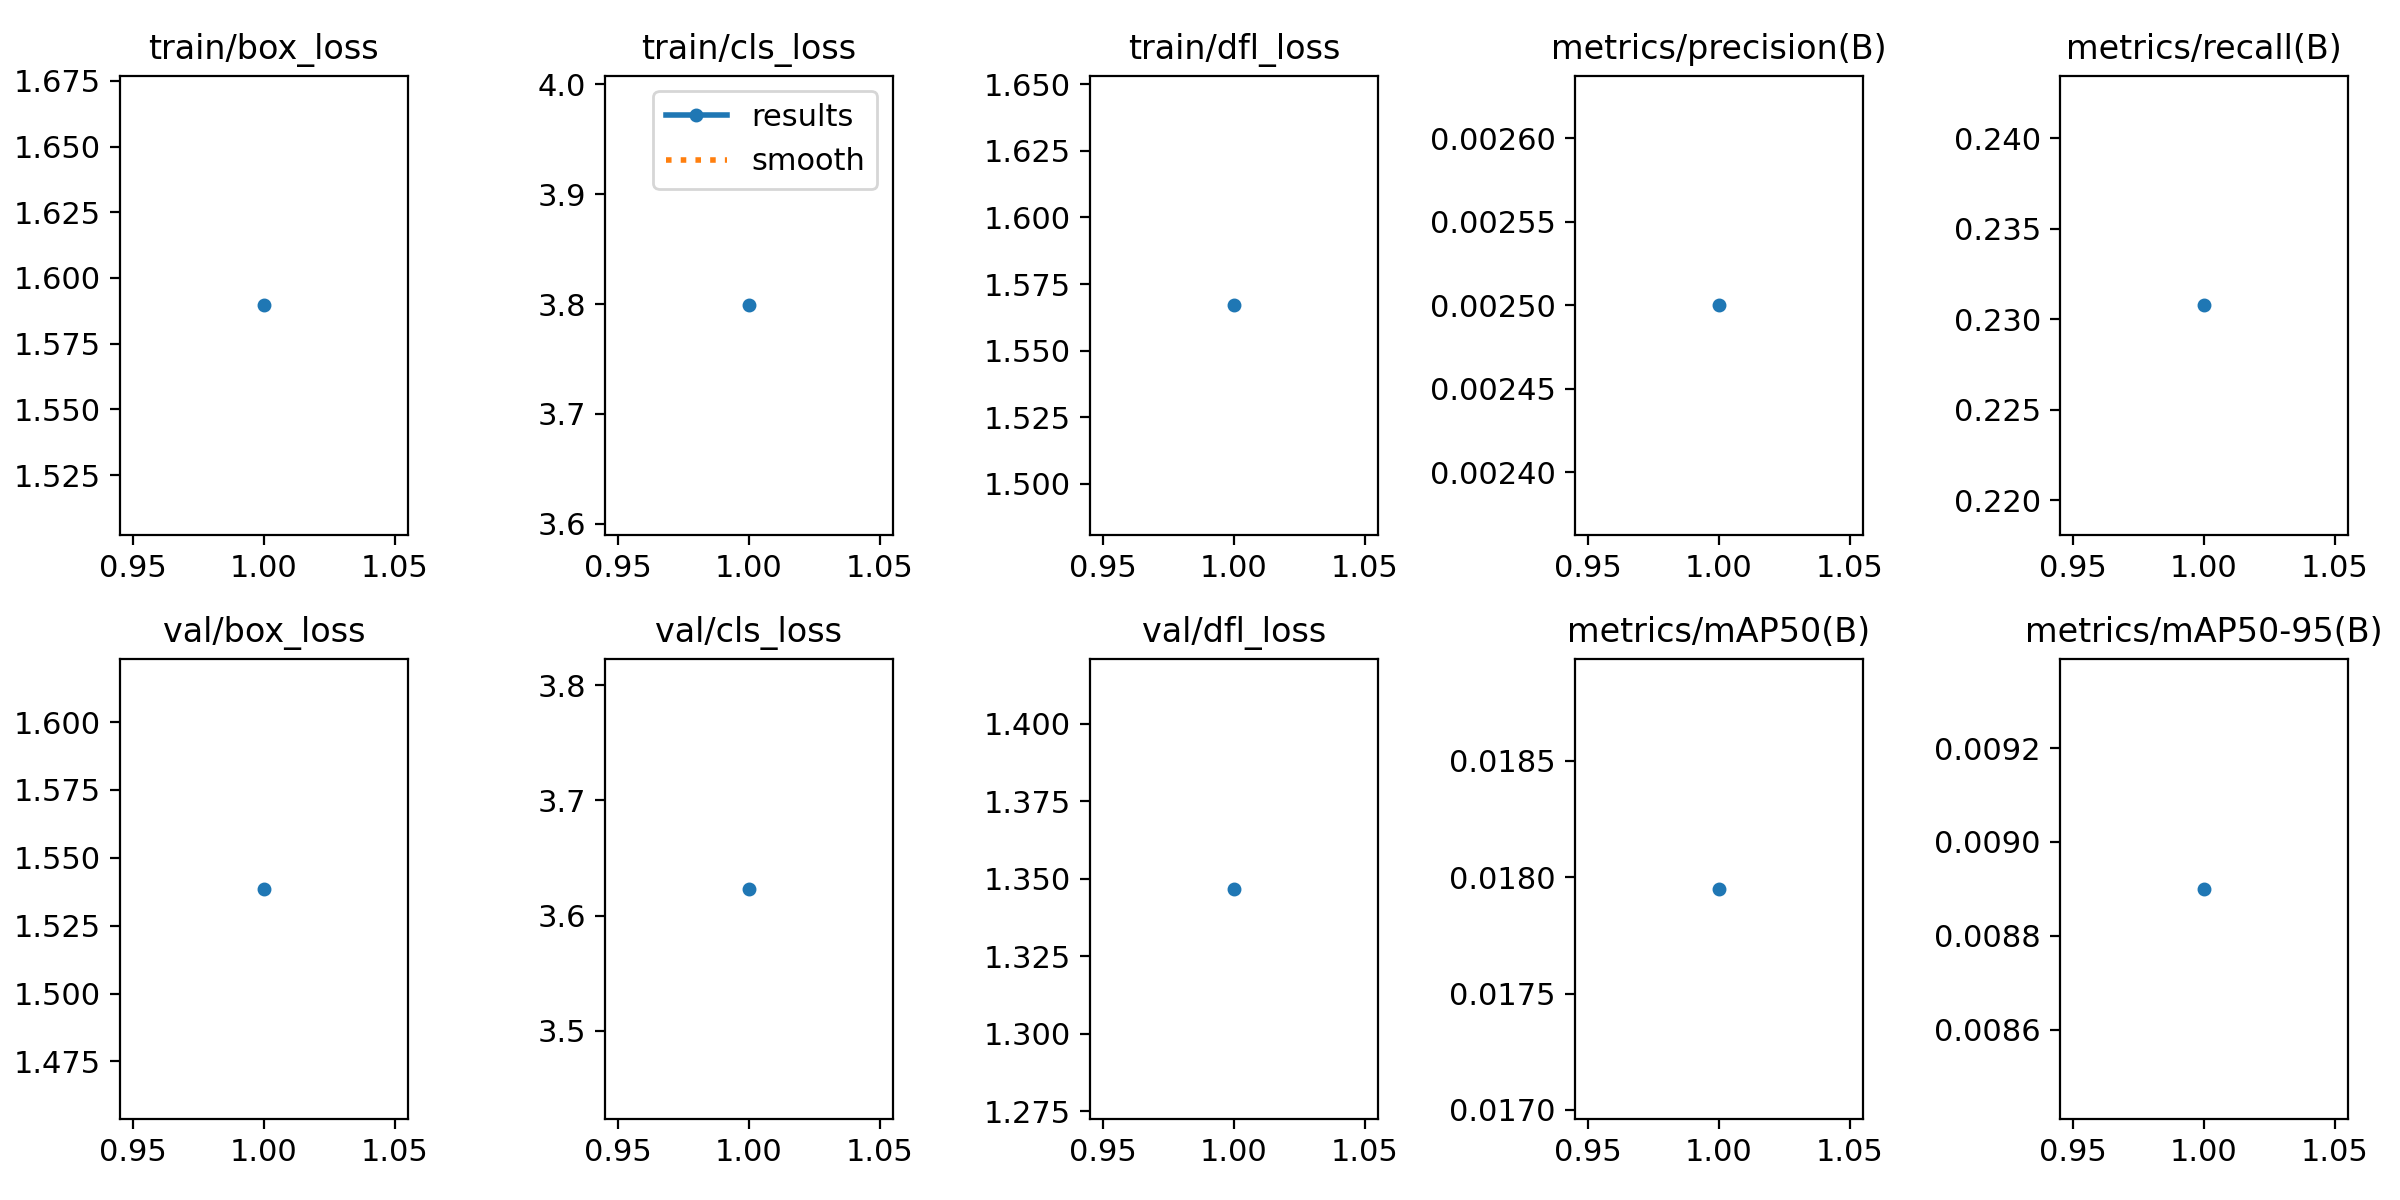 train/box_loss
1.675
1.650
1.625
1.600
1.575
1.550
1.525
0.95 1.00 1.05
train/cls_loss
results
smooth
4.0
3.9
3.8
3.7
3.6
0.95 1.00 1.05
train/dfl_loss
1.650
1.625
1.600
1.575
1.550
1.525
1.500
0.95 1.00 1.05
metrics/precision(B)
0.00260
0.00255
0.00250
0.00245
0.00240
0.95 1.00 1.05
metrics/recall(B)
0.240
0.235
0.230
0.225
0.220
0.95 1.00 1.05
val/box_loss
1.600
1.575
1.550
1.525
1.500
1.475
0.95 1.00 1.05
val/cls_loss
3.8
3.7
3.6
3.5
0.95 1.00 1.05
val/dfl_loss
1.400
1.375
1.350
1.325
1.300
1.275
0.95 1.00 1.05
metrics/mAP50(B)
0.0185
0.0180
0.0175
0.0170
0.95 1.00 1.05
metrics/mAP50-95(B)
0.0092
0.0090
0.0088
0.0086
0.95 1.00 1.05